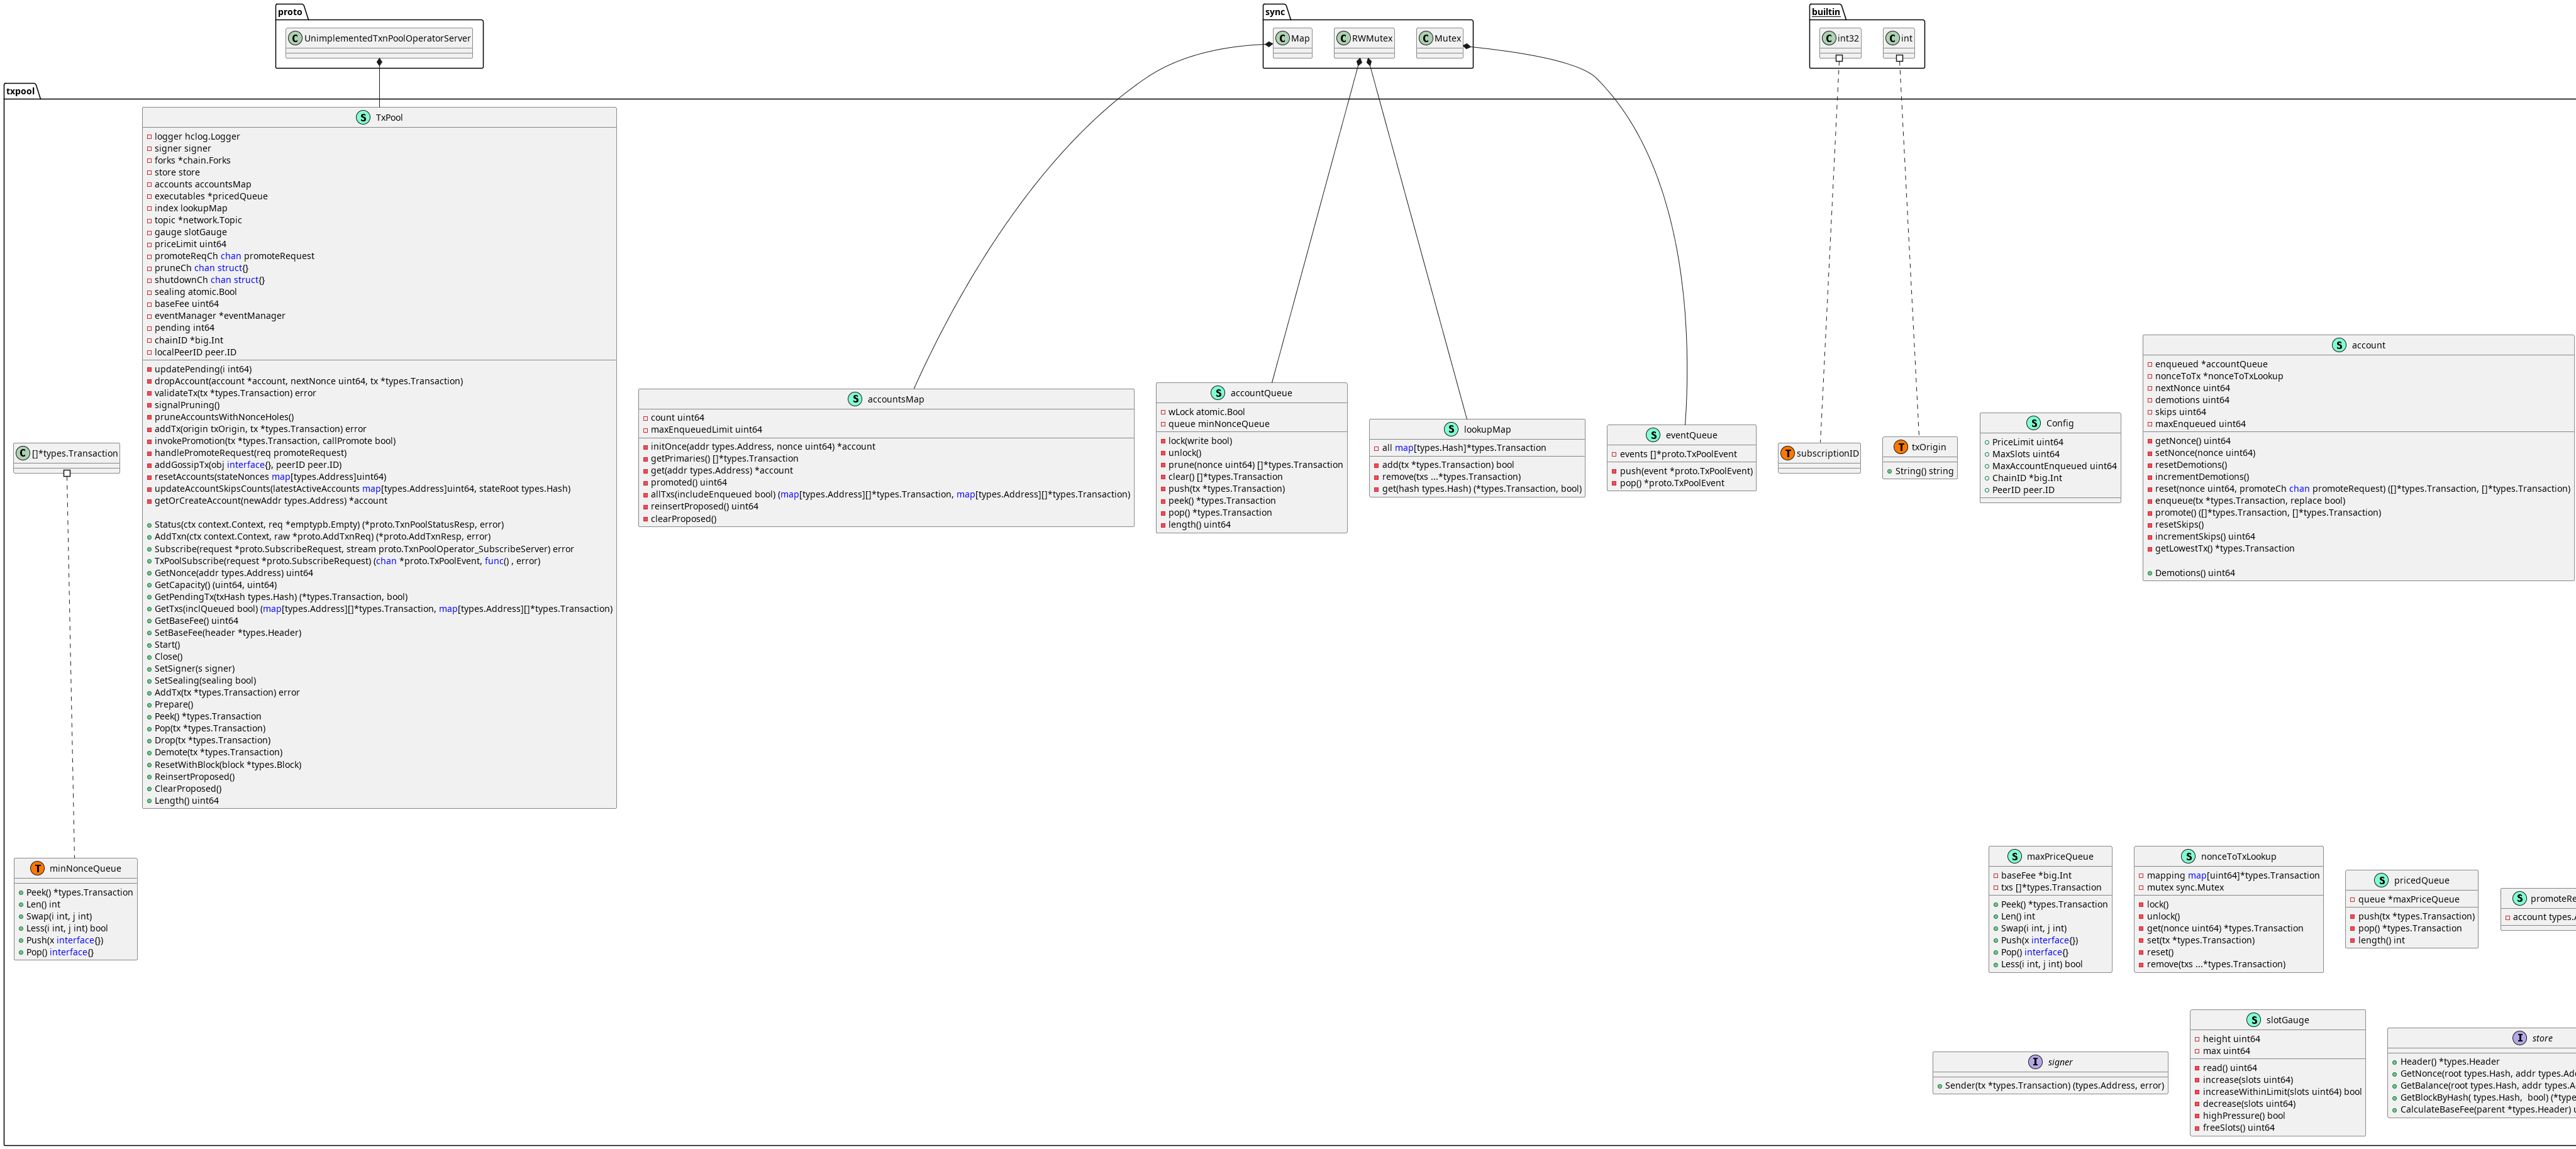 proto
C UnimplementedTxnPoolOperatorServer
sync
C Map
C RWMutex
C Mutex
builtin
C int32
C int
txpool
C []*types.Transaction
S TxPool
logger hclog.Logger
signer signer
forks *chain.Forks
store store
accounts accountsMap
executables *pricedQueue
index lookupMap
topic *network.Topic
gauge slotGauge
priceLimit uint64
promoteReqCh chan promoteRequest
pruneCh chan struct{}
shutdownCh chan struct{}
sealing atomic.Bool
baseFee uint64
eventManager *eventManager
pending int64
chainID *big.Int
localPeerID peer.ID
updatePending(i int64)
dropAccount(account *account, nextNonce uint64, tx *types.Transaction)
validateTx(tx *types.Transaction) error
signalPruning()
pruneAccountsWithNonceHoles()
addTx(origin txOrigin, tx *types.Transaction) error
invokePromotion(tx *types.Transaction, callPromote bool)
handlePromoteRequest(req promoteRequest)
addGossipTx(obj interface{}, peerID peer.ID)
resetAccounts(stateNonces map[types.Address]uint64)
updateAccountSkipsCounts(latestActiveAccounts map[types.Address]uint64, stateRoot types.Hash)
getOrCreateAccount(newAddr types.Address) *account
Status(ctx context.Context, req *emptypb.Empty) (*proto.TxnPoolStatusResp, error)
AddTxn(ctx context.Context, raw *proto.AddTxnReq) (*proto.AddTxnResp, error)
Subscribe(request *proto.SubscribeRequest, stream proto.TxnPoolOperator_SubscribeServer) error
TxPoolSubscribe(request *proto.SubscribeRequest) (chan *proto.TxPoolEvent, func() , error)
GetNonce(addr types.Address) uint64
GetCapacity() (uint64, uint64)
GetPendingTx(txHash types.Hash) (*types.Transaction, bool)
GetTxs(inclQueued bool) (map[types.Address][]*types.Transaction, map[types.Address][]*types.Transaction)
GetBaseFee() uint64
SetBaseFee(header *types.Header)
Start()
Close()
SetSigner(s signer)
SetSealing(sealing bool)
AddTx(tx *types.Transaction) error
Prepare()
Peek() *types.Transaction
Pop(tx *types.Transaction)
Drop(tx *types.Transaction)
Demote(tx *types.Transaction)
ResetWithBlock(block *types.Block)
ReinsertProposed()
ClearProposed()
Length() uint64
S accountsMap
count uint64
maxEnqueuedLimit uint64
initOnce(addr types.Address, nonce uint64) *account
getPrimaries() []*types.Transaction
get(addr types.Address) *account
promoted() uint64
allTxs(includeEnqueued bool) (map[types.Address][]*types.Transaction, map[types.Address][]*types.Transaction)
reinsertProposed() uint64
clearProposed()
S accountQueue
wLock atomic.Bool
queue minNonceQueue
lock(write bool)
unlock()
prune(nonce uint64) []*types.Transaction
clear() []*types.Transaction
push(tx *types.Transaction)
peek() *types.Transaction
pop() *types.Transaction
length() uint64
S lookupMap
all map[types.Hash]*types.Transaction
add(tx *types.Transaction) bool
remove(txs ...*types.Transaction)
get(hash types.Hash) (*types.Transaction, bool)
S eventQueue
events []*proto.TxPoolEvent
push(event *proto.TxPoolEvent)
pop() *proto.TxPoolEvent
T subscriptionID
T txOrigin
String() string
S Config
PriceLimit uint64
MaxSlots uint64
MaxAccountEnqueued uint64
ChainID *big.Int
PeerID peer.ID
S account
enqueued *accountQueue
nonceToTx *nonceToTxLookup
nextNonce uint64
demotions uint64
skips uint64
maxEnqueued uint64
getNonce() uint64
setNonce(nonce uint64)
resetDemotions()
incrementDemotions()
reset(nonce uint64, promoteCh chan promoteRequest) ([]*types.Transaction, []*types.Transaction)
enqueue(tx *types.Transaction, replace bool)
promote() ([]*types.Transaction, []*types.Transaction)
resetSkips()
incrementSkips() uint64
getLowestTx() *types.Transaction
Demotions() uint64
T minNonceQueue
Peek() *types.Transaction
Len() int
Swap(i int, j int)
Less(i int, j int) bool
Push(x interface{})
Pop() interface{}
S maxPriceQueue
baseFee *big.Int
txs []*types.Transaction
Peek() *types.Transaction
Len() int
Swap(i int, j int)
Push(x interface{})
Pop() interface{}
Less(i int, j int) bool
S nonceToTxLookup
mapping map[uint64]*types.Transaction
mutex sync.Mutex
lock()
unlock()
get(nonce uint64) *types.Transaction
set(tx *types.Transaction)
reset()
remove(txs ...*types.Transaction)
S pricedQueue
queue *maxPriceQueue
push(tx *types.Transaction)
pop() *types.Transaction
length() int
S promoteRe
account types.A
I signer
Sender(tx *types.Transaction) (types.Address, error)
S slotGauge
height uint64
max uint64
read() uint64
increase(slots uint64)
increaseWithinLimit(slots uint64) bool
decrease(slots uint64)
highPressure() bool
freeSlots() uint64
I store
Header() *types.Header
GetNonce(root types.Hash, addr types.Add
GetBalance(root types.Hash, addr types.A
GetBlockByHash( types.Hash,  bool) (*type
CalculateBaseFee(parent *types.Header) u